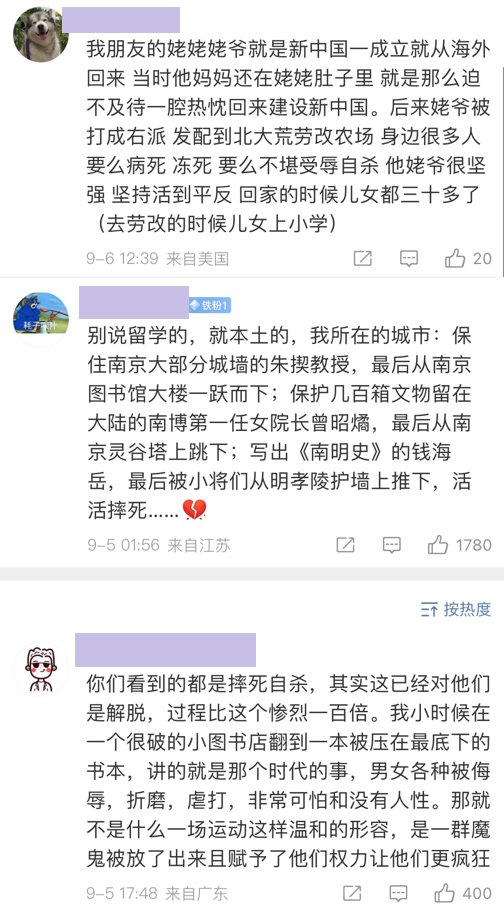 我朋友的姥姥姥爷就是新中国一成立就从海外
回来 当时他妈妈还在姥姥肚子里 就是那么迫
不及待一腔热忱回来建设新中国。后来姥爷被
打成右派 发配到北大荒劳改农场 身边很多人
要么病死 冻死 要么不堪受辱自杀 他姥爷很坚
强 坚持活到平反 回家的时候儿女都三十多了
（去劳改的时候儿女上小学）
9-6 12:39 来自美国 20
铁粉1
别说留学的，就本土的，我所在的城市：保
住南京大部分城墙的朱揳教授，最后从南京
图书馆大楼一跃而下；保护几百箱文物留在
大陆的南博第一任女院长曾昭燏，最后从南
京灵谷塔上跳下；写出《南明史》的钱海
岳，最后被小将们从明孝陵护墙上推下，活
活摔死……💔
9-5 01:56 来自江苏 1780
按热度
你们看到的都是摔死自杀，其实这已经对他们
是解脱，过程比这个惨烈一百倍。我小时候在
一个很破的小图书店翻到一本被压在最底下的
书本，讲的就是那个时代的事，男女各种被侮
辱，折磨，虐打，非常可怕和没有人性。那就
不是什么一场运动这样温和的形容，是一群魔
鬼被放了出来且赋予了他们权力让他们更疯狂
9-5 17:48 来自广东 400